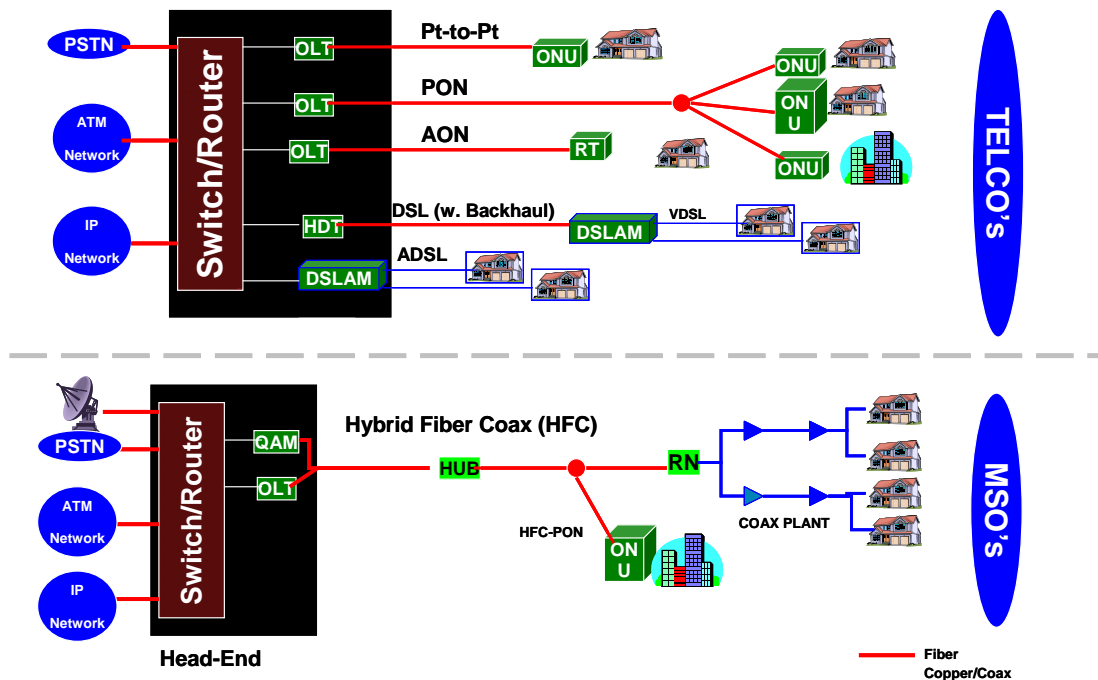 Pt-to-Pt
PSTN
OLT
ONU
ONU
PON
OLT
ON
U
ATM
Network
Switch/Router
AON
OLT
RT
ONU
TELCO's
DSL (w. Backhaul)
VDSL
IP
Network
HDT
DSLAM
ADSL
DSLAM
PSTN
Switch/Router
QAM
Hybrid Fiber Coax (HFC)
HUB
RN
OLT
ATM
Network
COAX PLANT
HFC-PON
ON
U
MSO's
IP
Network
Head-End
Fiber
Copper/Coax